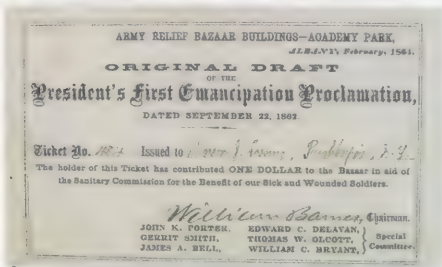 ARMY RELIEF BAZAAR BUILDINGS—ACADEMY PARK,
ALBANY, February, 1864.
ORIGINAL DRAFT
OF THE
President's First Emancipation Proclamation,
DATED SEPTEMBER 22, 1862.
Ticket No. Issued to
The holder of this Ticket has contributed ONE DOLLAR to the Bazaar in aid of
the Sanitary Commission for the Benefit of our Sick and Wounded Soldiers.
William Barnes, Chairman.
JOHN K. PORTER, EDWARD C. DELAVAN,
GERRIT SMITH, THOMAS W. OLCOTT, Special
JAMES A. BELL, WILLIAM C. BRYANT, Committee.